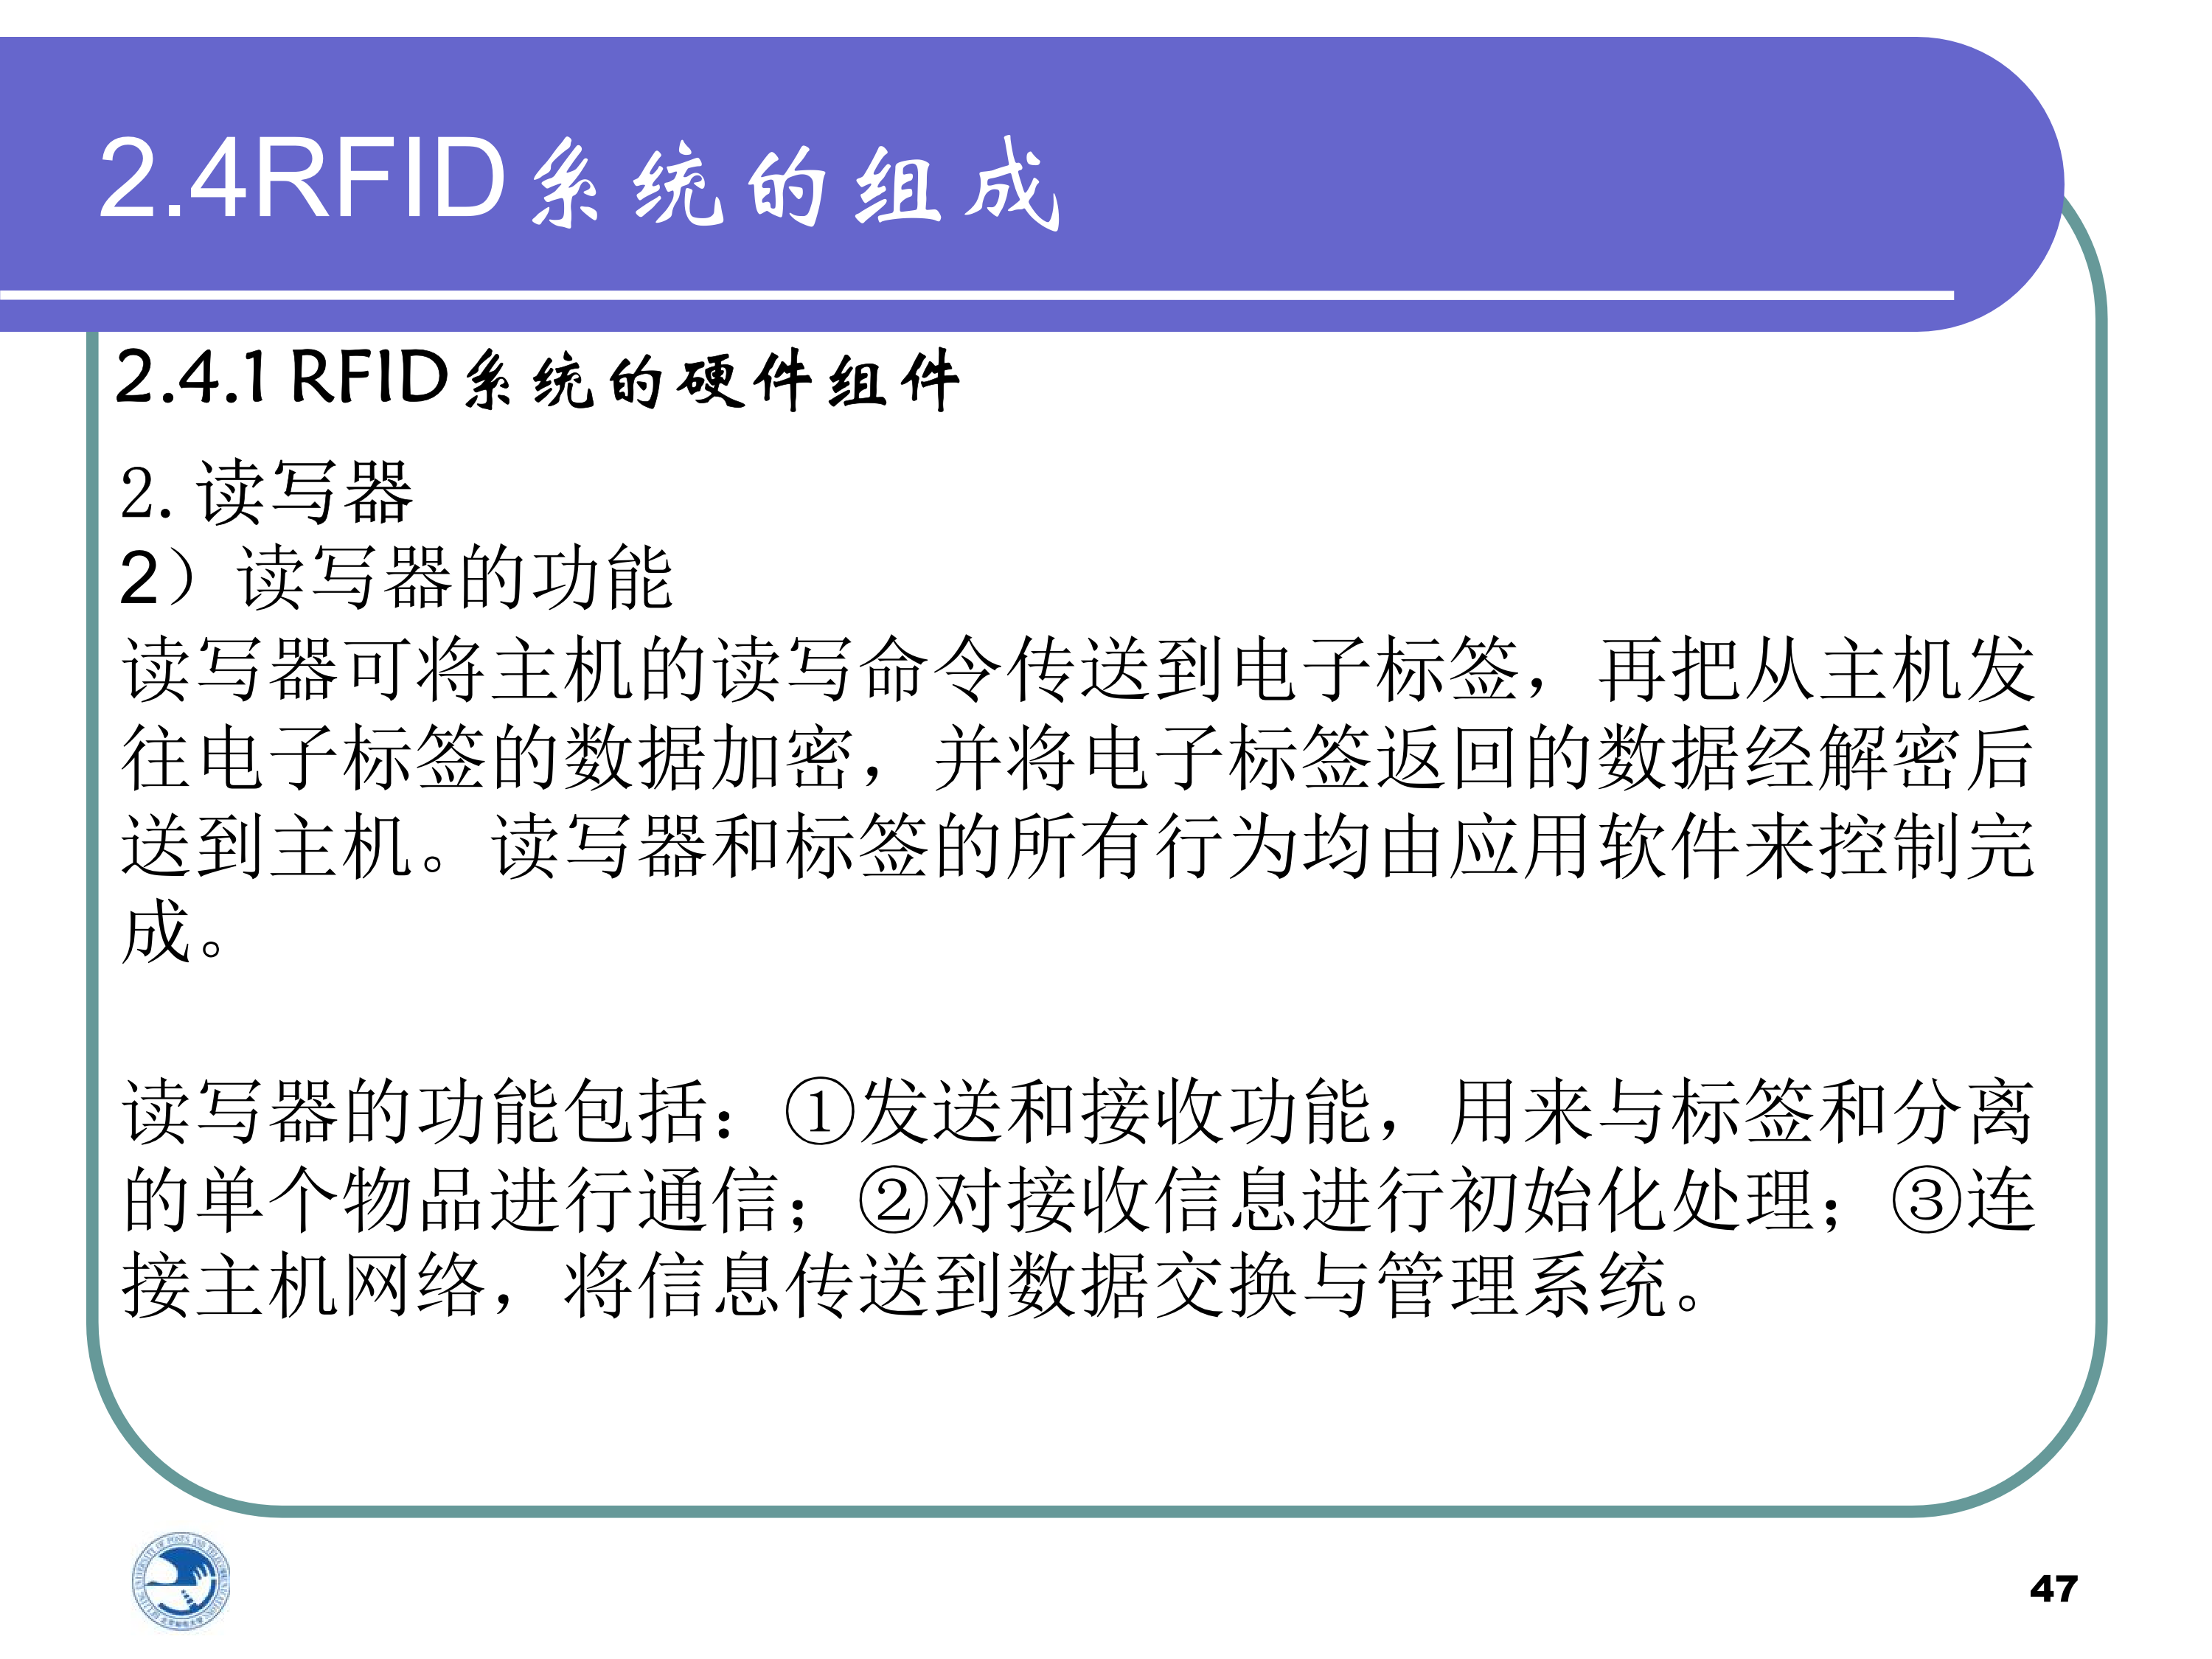 2.4RFID系统的组成
2.4.1 RFID系统的硬件组件
2.读写器
2）读写器的功能
读写器可将主机的读写命令传送到电子标签，再把从主机发
往电子标签的数据加密，并将电子标签返回的数据经解密后
送到主机。读写器和标签的所有行为均由应用软件来控制完
成。
读写器的功能包括：①发送和接收功能，用来与标签和分离
的单个物品进行通信；②对接收信息进行初始化处理；③连
接主机网络，将信息传送到数据交换与管理系统。
47